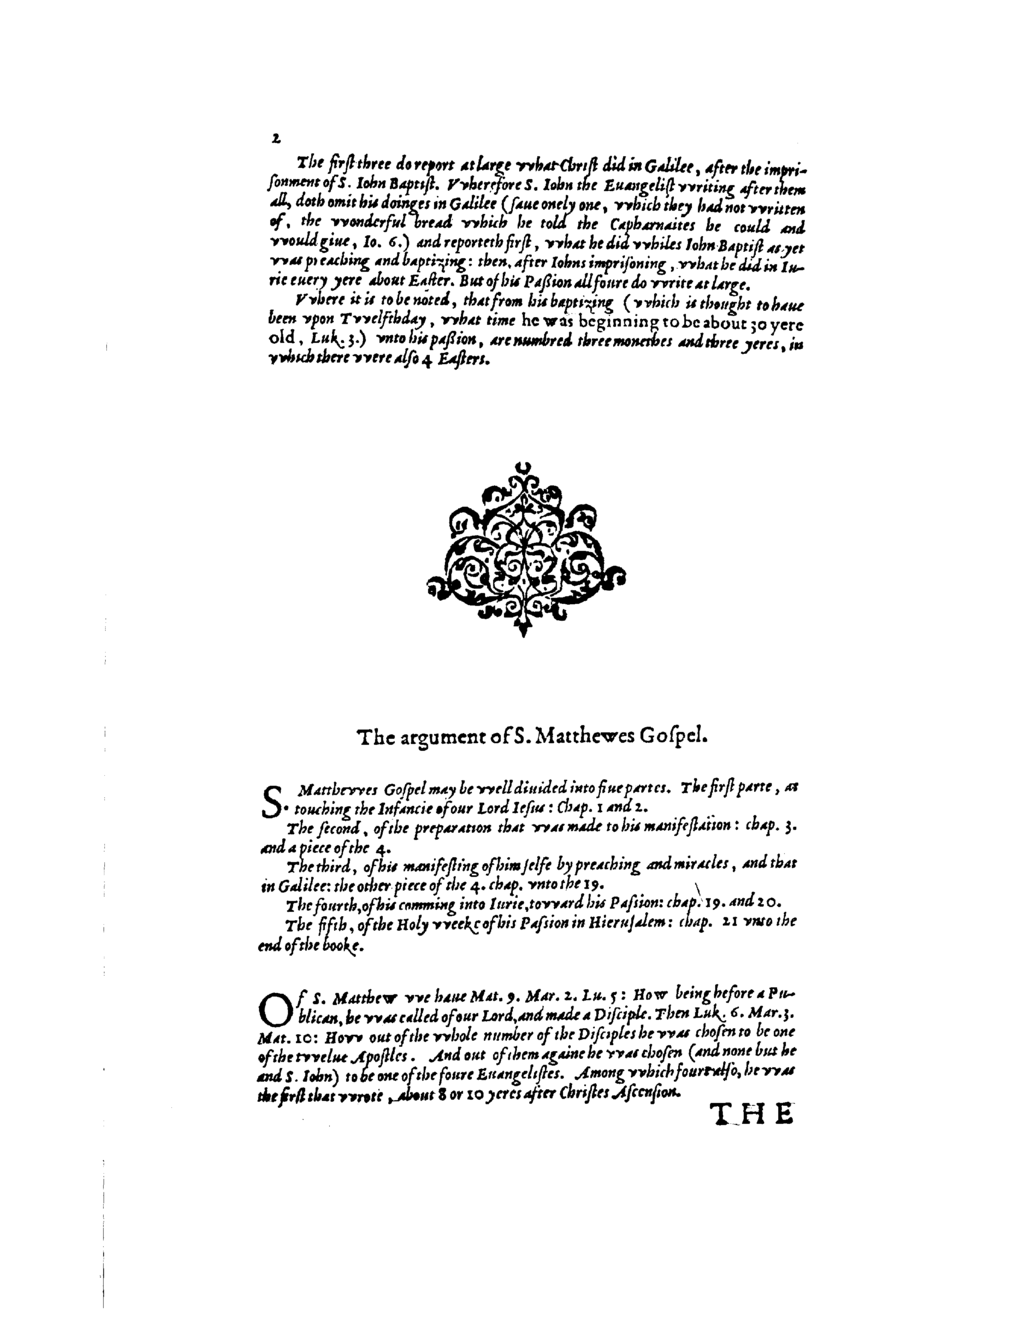 2
The firſt three do report at large vvhat Chriſt did in Galilee, after the impri-
ſonment of S. Iohn Baptiſt. VVherefore S. Iohn the Euangeliſt vvriting after them
all, doth omit his doinges in Galilee (ſaue onely one, vvhich they had not vvritten
of, the vvonderful bread vvhich he told the Capharnaites he could and
vvould giue, Io. 6.) and reporteth firſt, vvhat he did vvhiles Iohn Baptiſt as yet
vvas preaching and baptizing: then, after Iohns impriſoning, vvhat he did in Iu-
rie euery yere about Eaſter. But of his Paſsion all foure do vvrite at large.
VVhere it is to be noted, that from his baptizing (vvhich is thought to haue
been vpon Tvvelfthday, vvhat time he was beginning to be about 30 yere
old, Luk. 3.) vnto his paſsion, are numbred three monethes and three yeres, in
vvhich there vvere alſo 4 Eaſters.
The argument of S. Matthewes Goſpel.
S. Matthevves Goſpel may be vvell diuided into fiue partes. The firſt parte, as
touching the Infancie of our Lord Ieſus: Chap. 1 and 2.
The ſecond, of the preparation that vvas made to his manifeſtation: chap. 3.
and a piece of the 4.
The third, of his manifeſting of himſelfe by preaching and miracles, and that
in Galilee: the other piece of the 4. chap. vnto the 19.
The fourth, of his comming into Iurie, tovvard his Paſsion: chap. 19. and 20.
The fifth, of the Holy vveeke of his Paſsion in Hieruſalem: chap. 21 vnto the
end of the booke.
Of S. Matthew vve haue Mat. 9. Mar. 2. Lu. 5: How being before a Pu-
blican, he vvas called of our Lord, and made a Diſciple. Then Luk. 6. Mar. 3.
Mat. 10: Hovv out of the vvhole number of the Diſciples he vvas choſen to be one
of the tvvelue Apoſtles. And out of them againe he vvas choſen (and none but he
and S. Iohn) to be one of the foure Euangeliſtes. Among vvhich foure alſo, he vvas
the firſt that vvrote, about 8 or 10 yeres after Chriſtes Aſcenſion.
THE